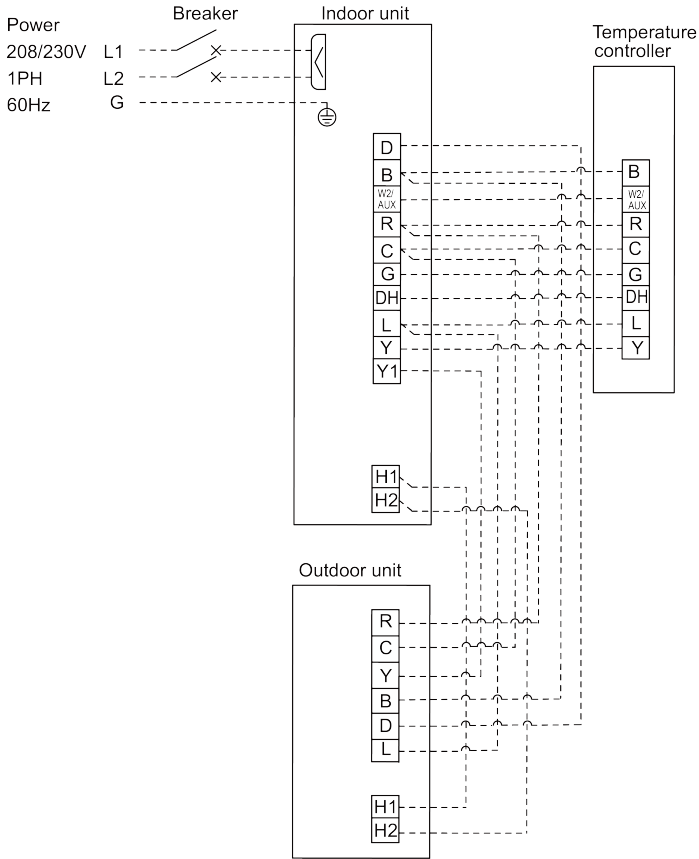 Power
208/230V L1
1PH L2
60Hz G
Breaker
Indoor unit
D
B
W2/
AUX
R
C
G
DH
L
Y
Y1
H1
H2
Temperature
controller
B
W2/
AUX
R
C
G
DH
L
Y
Outdoor unit
R
C
Y
B
D
L
H1
H2